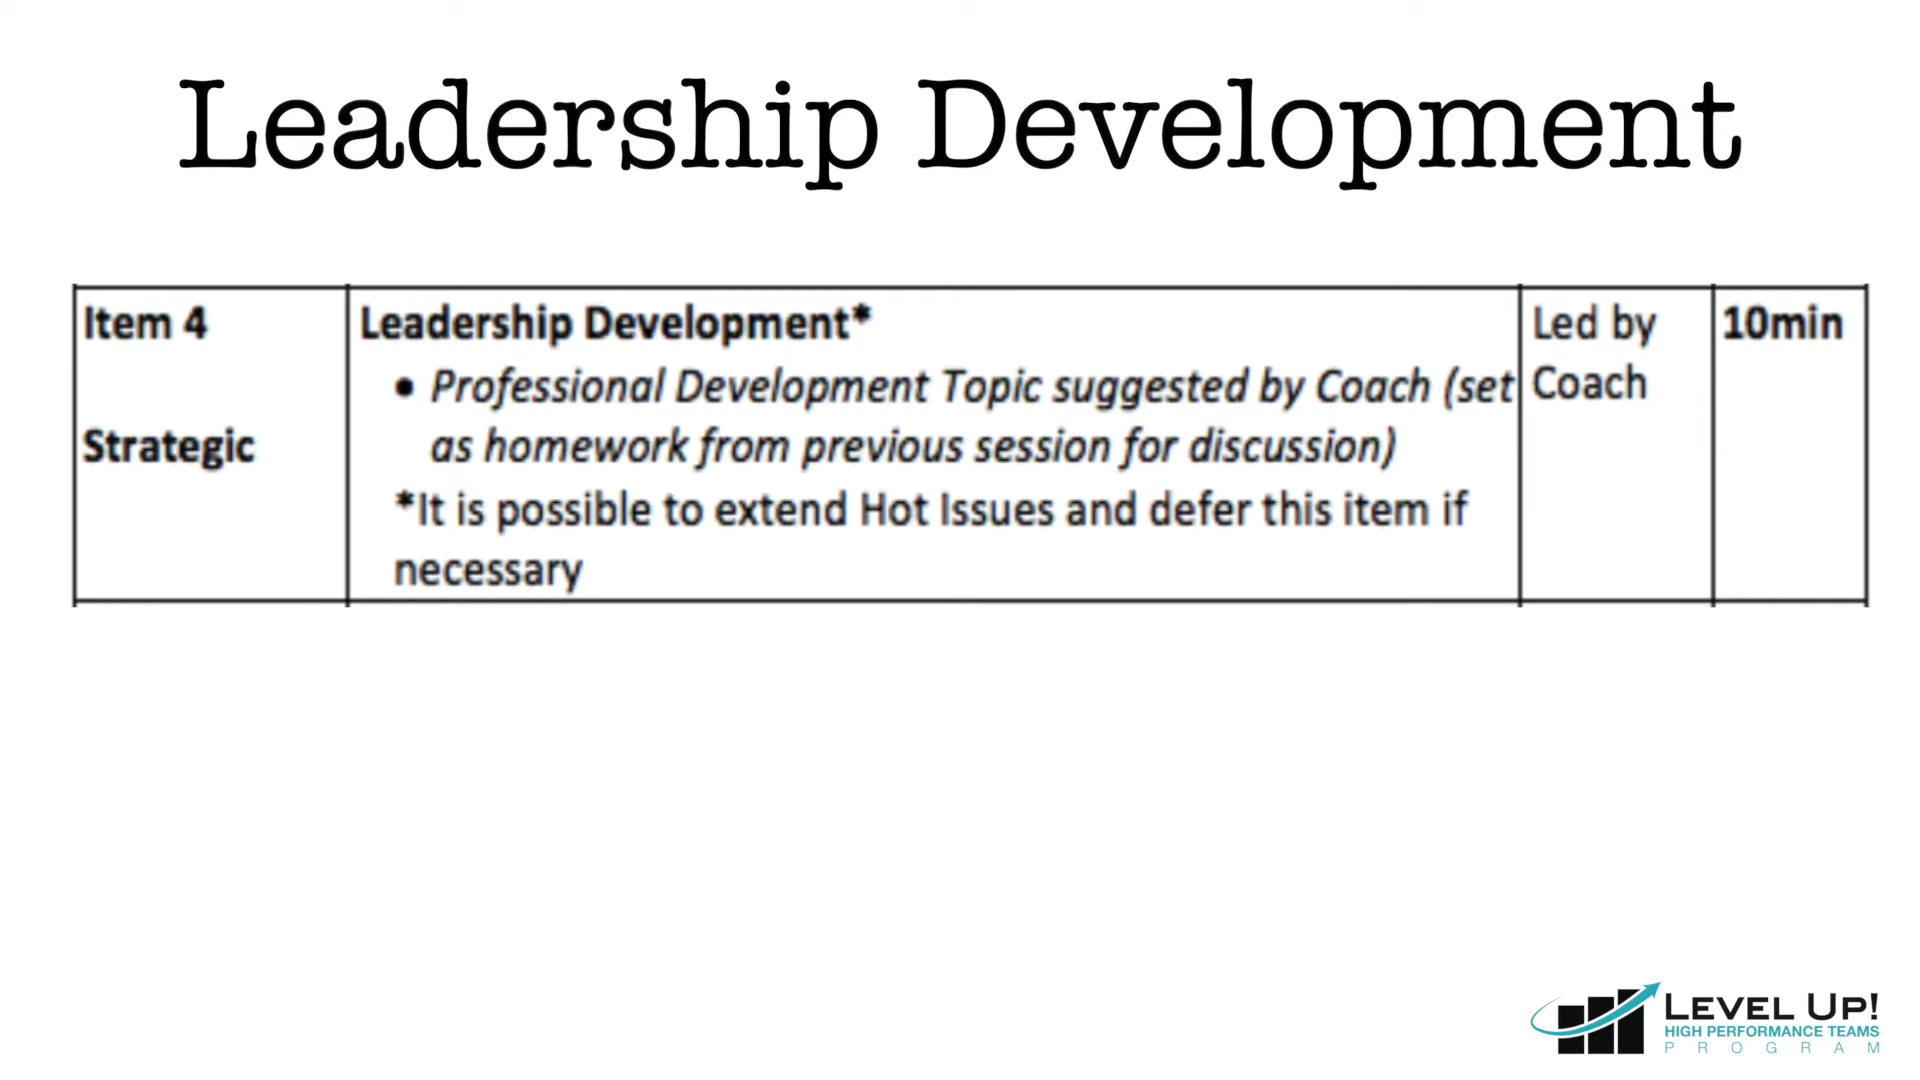 Leadership Development
Item 4
Strategic
Leadership Development*
• Professional Development Topic suggested by Coach (set
as homework from previous session for discussion)
*It is possible to extend Hot Issues and defer this item if
necessary
Led by
Coach
10min
LEVEL UP!
HIGH PERFORMANCE TEAMS
PROGRAM